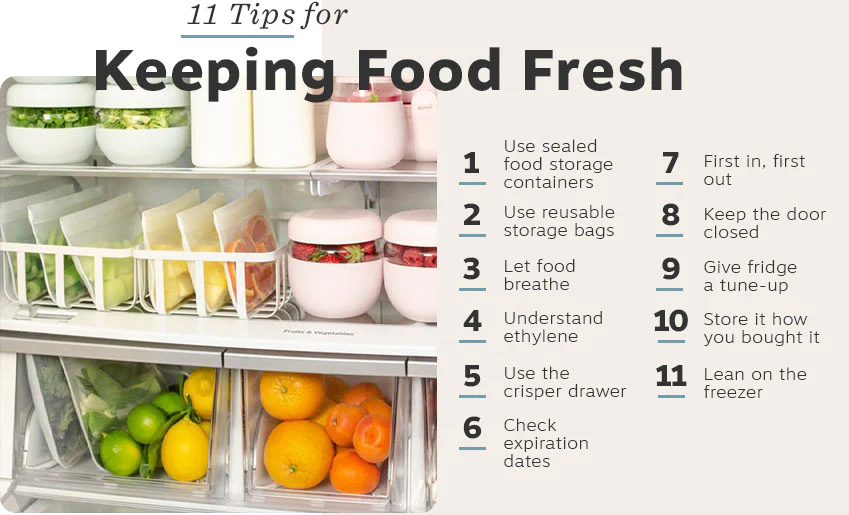 11 Tips for
Keeping Food Fresh
1
Use sealed
food storage
containers
2
Use reusable
storage bags
3
Let food
breathe
4
Understand
ethylene
5
Use the
crisper drawer
6
Check
expiration
dates
7
First in, first
out
8
Keep the door
closed
9
Give fridge
a tune-up
10
Store it how
you bought it
11
Lean on the
freezer
Fruits & Vegetables